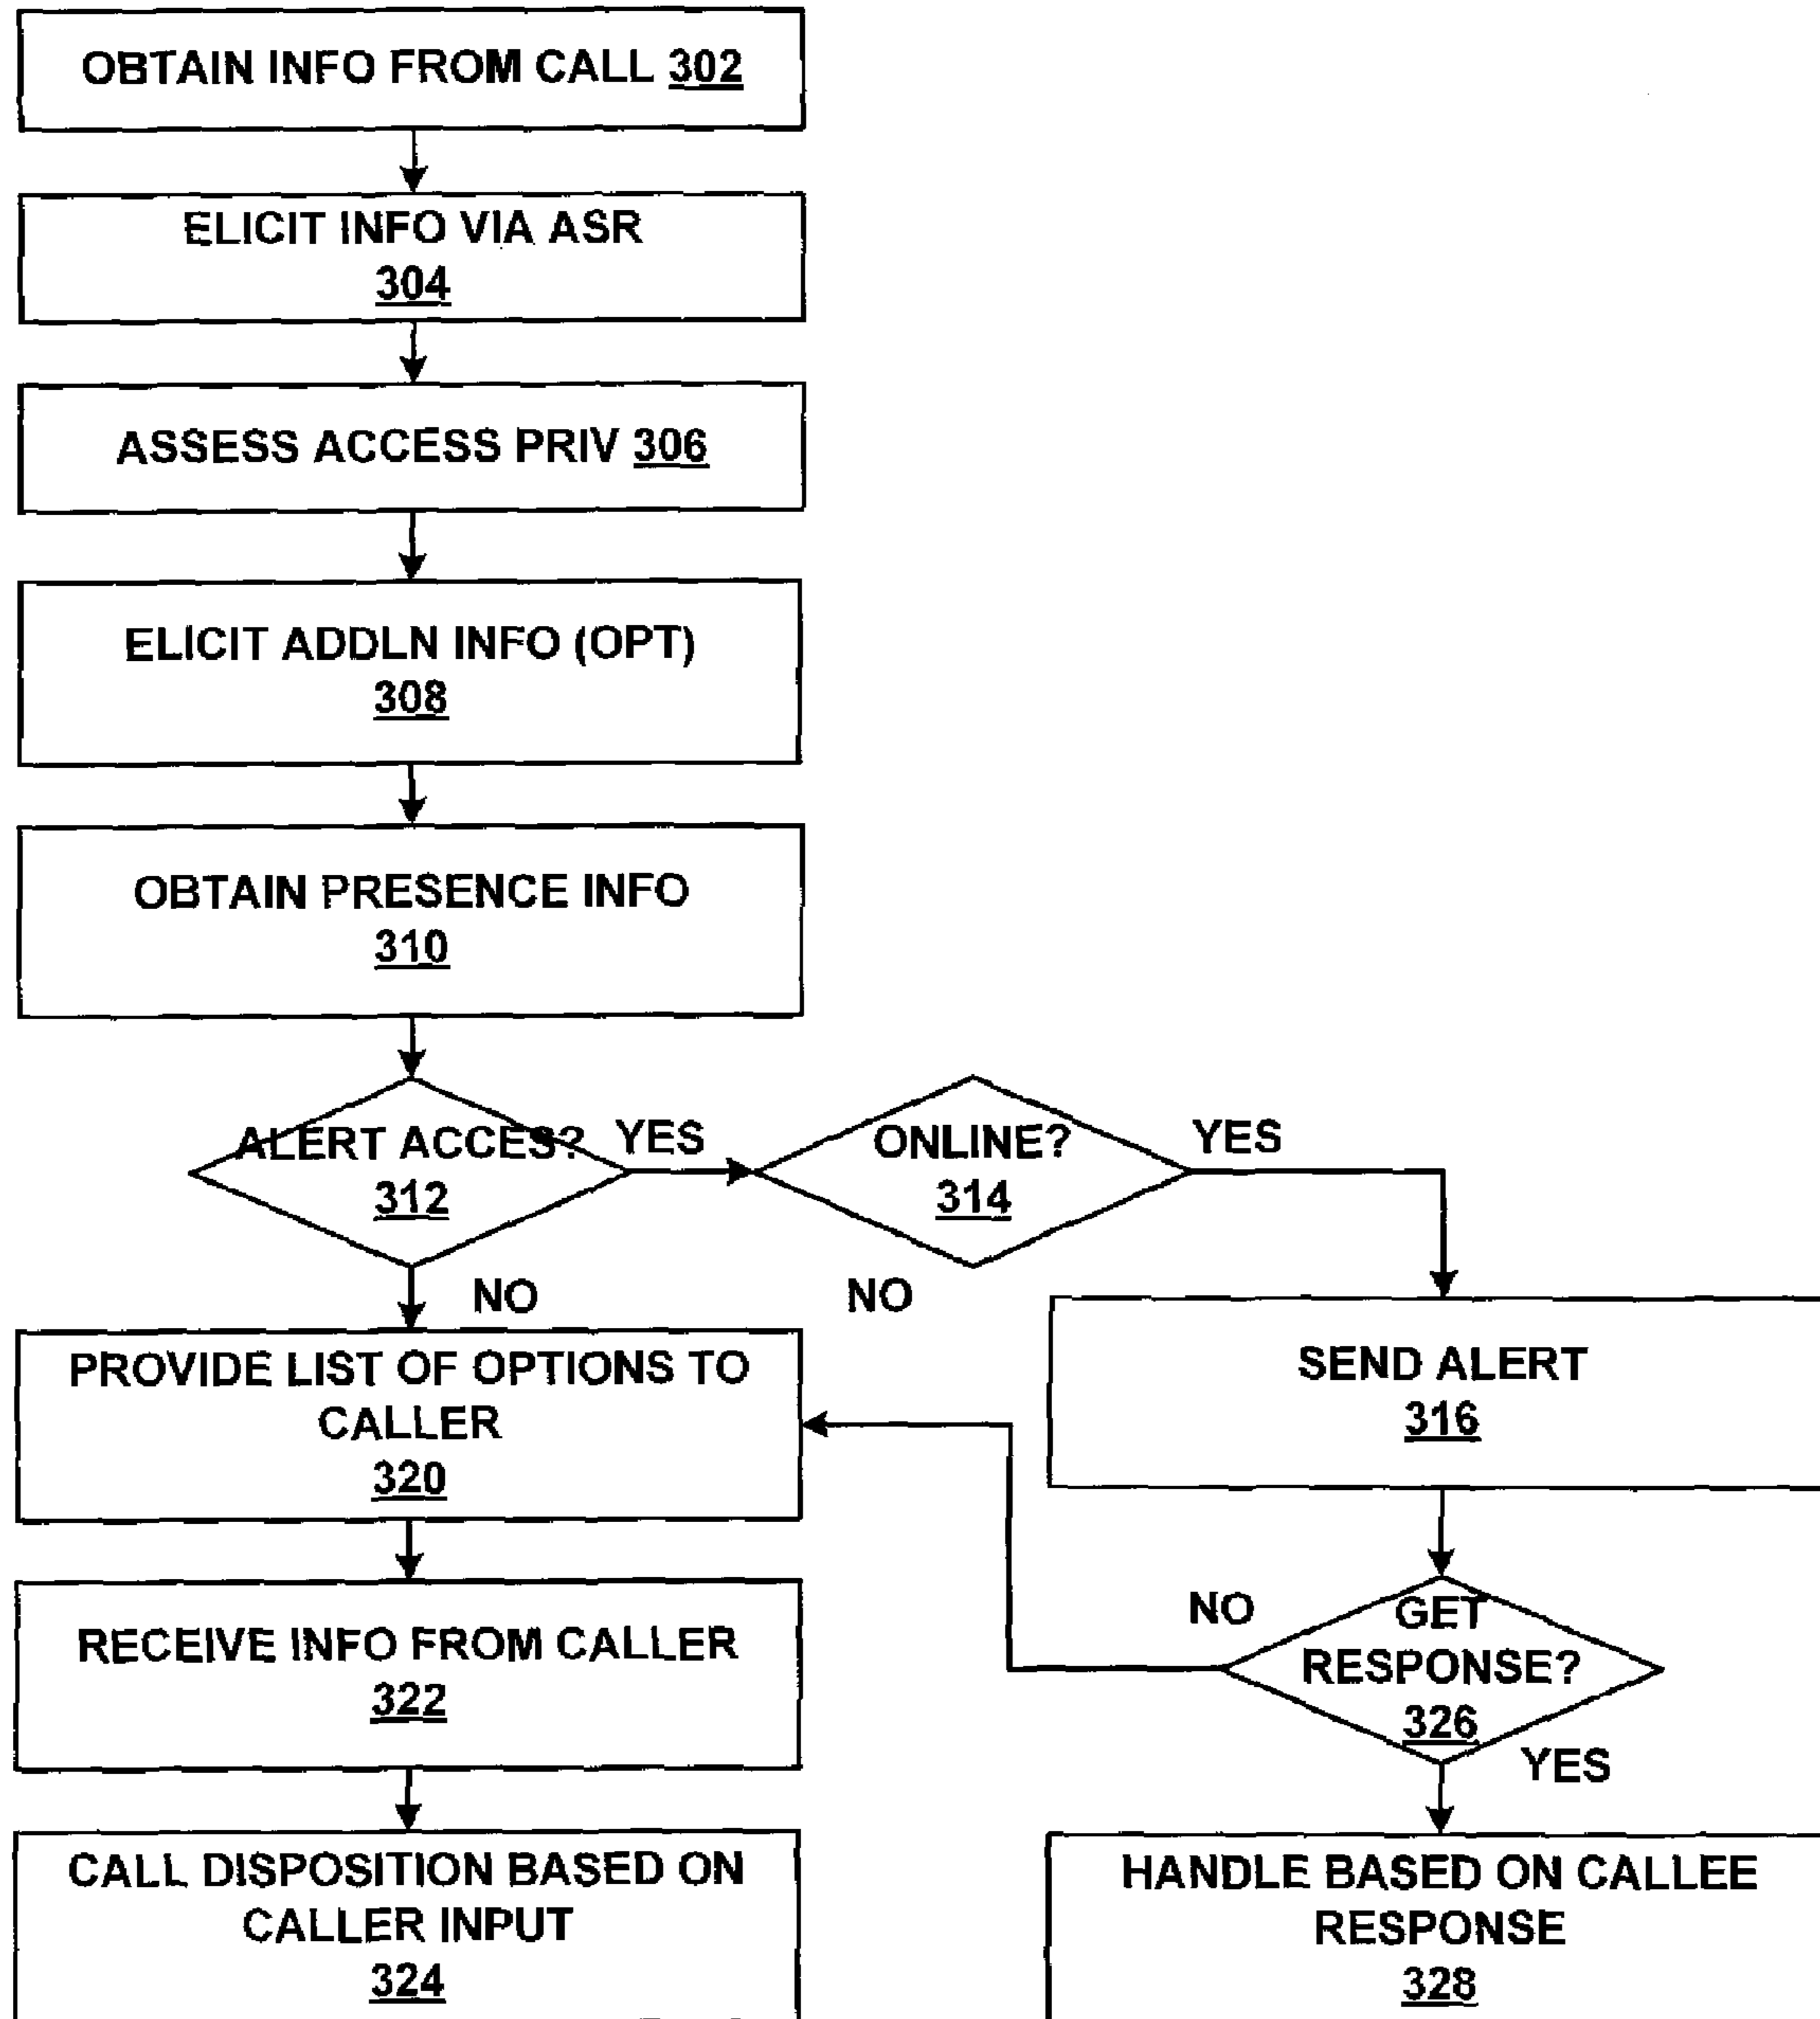 OBTAIN INFO FROM CALL 302
ELICIT INFO VIA ASR
304
ASSESS ACCESS PRIV 306
ELICIT ADDLN INFO (OPT)
308
OBTAIN PRESENCE INFO
310
ALERT ACCES?
312
YES
ONLINE?
314
YES
NO
NO
PROVIDE LIST OF OPTIONS TO
CALLER
320
SEND ALERT
316
RECEIVE INFO FROM CALLER
322
NO
GET
RESPONSE?
326
YES
CALL DISPOSITION BASED ON
CALLER INPUT
324
HANDLE BASED ON CALLEE
RESPONSE
328